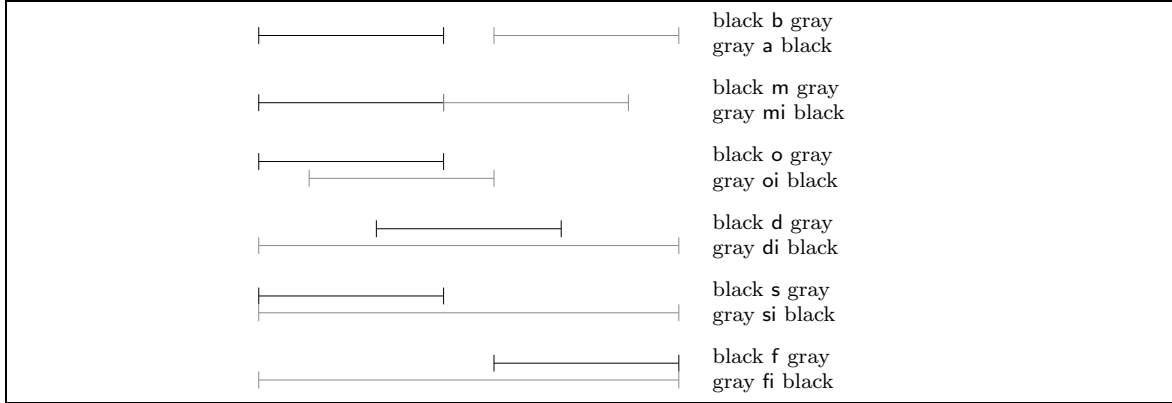 black b gray
gray a black
black m gray
gray mi black
black o gray
gray oi black
black d gray
gray di black
black s gray
gray si black
black f gray
gray fi black